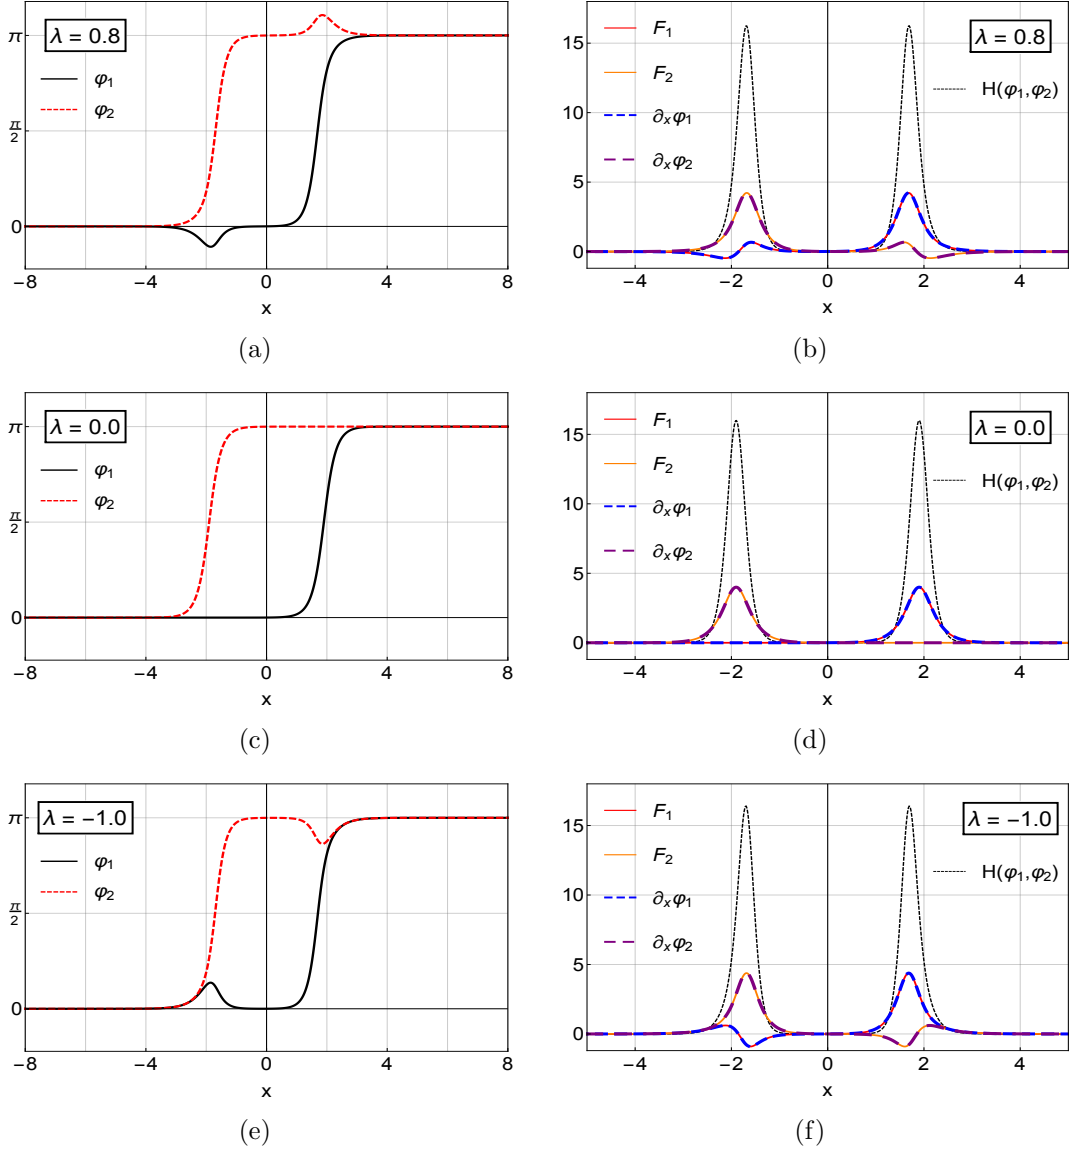 π
π/2
0
λ = 0.8
φ₁
φ₂
−8 −4 0 4 8
x
(a)
15
10
5
0
F₁
F₂
∂ₓφ₁
∂ₓφ₂
λ = 0.8
H(φ₁,φ₂)
−4 −2 0 2 4
x
(b)
π
π/2
0
λ = 0.0
φ₁
φ₂
−8 −4 0 4 8
x
(c)
15
10
5
0
F₁
F₂
∂ₓφ₁
∂ₓφ₂
λ = 0.0
H(φ₁,φ₂)
−4 −2 0 2 4
x
(d)
π
π/2
0
λ = −1.0
φ₁
φ₂
−8 −4 0 4 8
x
(e)
15
10
5
0
F₁
F₂
∂ₓφ₁
∂ₓφ₂
λ = −1.0
H(φ₁,φ₂)
−4 −2 0 2 4
x
(f)